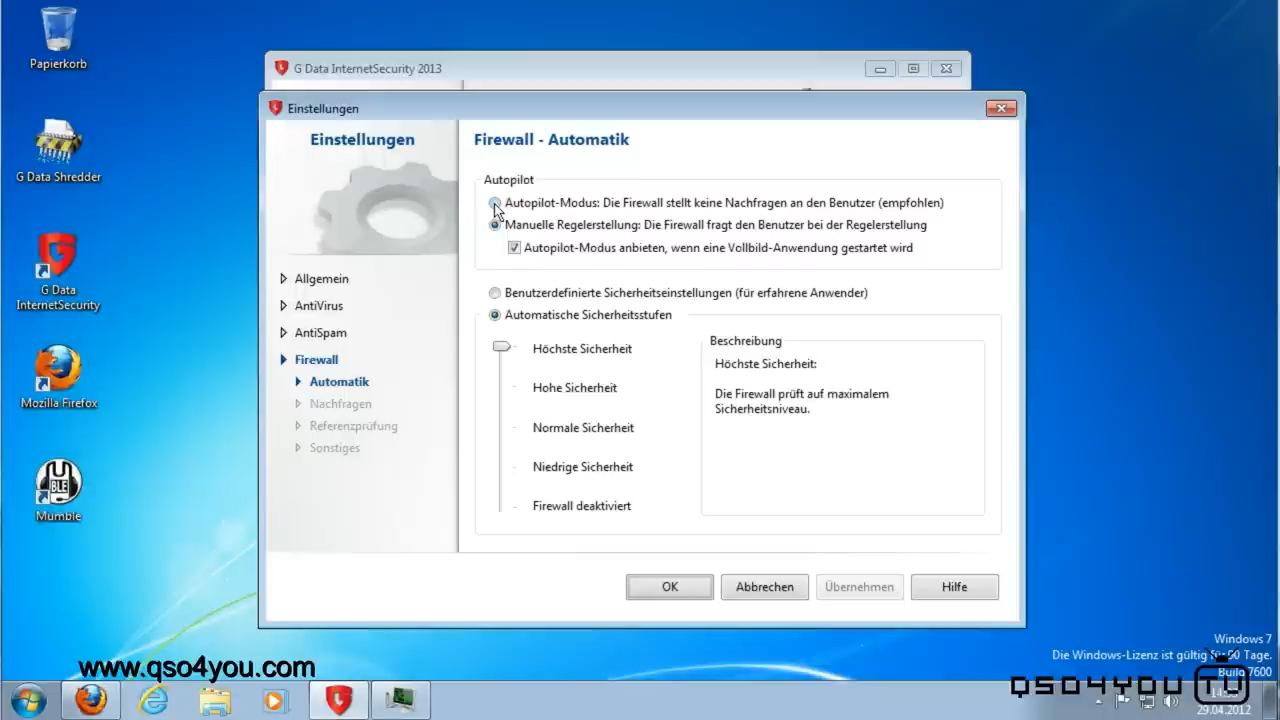 Papierkorb
G Data Shredder
G Data
InternetSecurity
Mozilla Firefox
Mumble
G Data InternetSecurity 2013
Einstellungen
Einstellungen
Allgemein
AntiVirus
AntiSpam
Firewall
Automatik
Nachfragen
Referenzprüfung
Sonstiges
Firewall - Automatik
Autopilot
Autopilot-Modus: Die Firewall stellt keine Nachfragen an den Benutzer (empfohlen)
Manuelle Regelerstellung: Die Firewall fragt den Benutzer bei der Regelerstellung
Autopilot-Modus anbieten, wenn eine Vollbild-Anwendung gestartet wird
Benutzerdefinierte Sicherheitseinstellungen (für erfahrene Anwender)
Automatische Sicherheitsstufen
Höchste Sicherheit
Hohe Sicherheit
Normale Sicherheit
Niedrige Sicherheit
Firewall deaktiviert
Beschreibung
Höchste Sicherheit:
Die Firewall prüft auf maximalem
Sicherheitsniveau.
OK
Abbrechen
Übernehmen
Hilfe
Windows 7
Die Windows-Lizenz ist gültig für Tage.
Build 7600
www.qso4you.com
QSO4YOU TV
29.04.2012